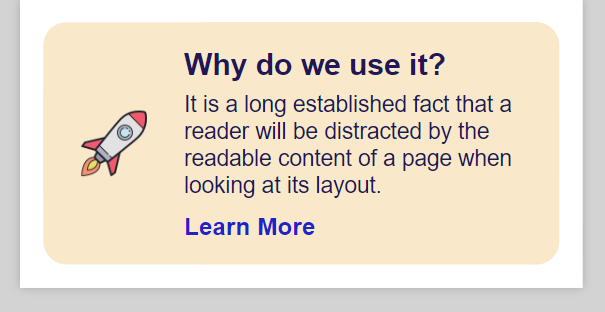 Why do we use it?
It is a long established fact that a
reader will be distracted by the
readable content of a page when
looking at its layout.
Learn More